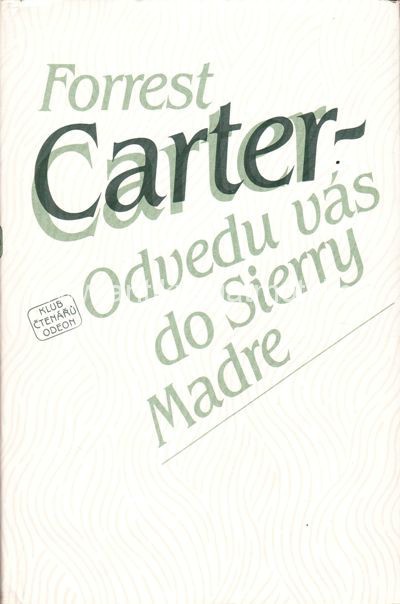 Forrest
Carter-
Odvedu vás
do Sierry
Madre
KLUB
ČTENÁŘŮ
ODEON